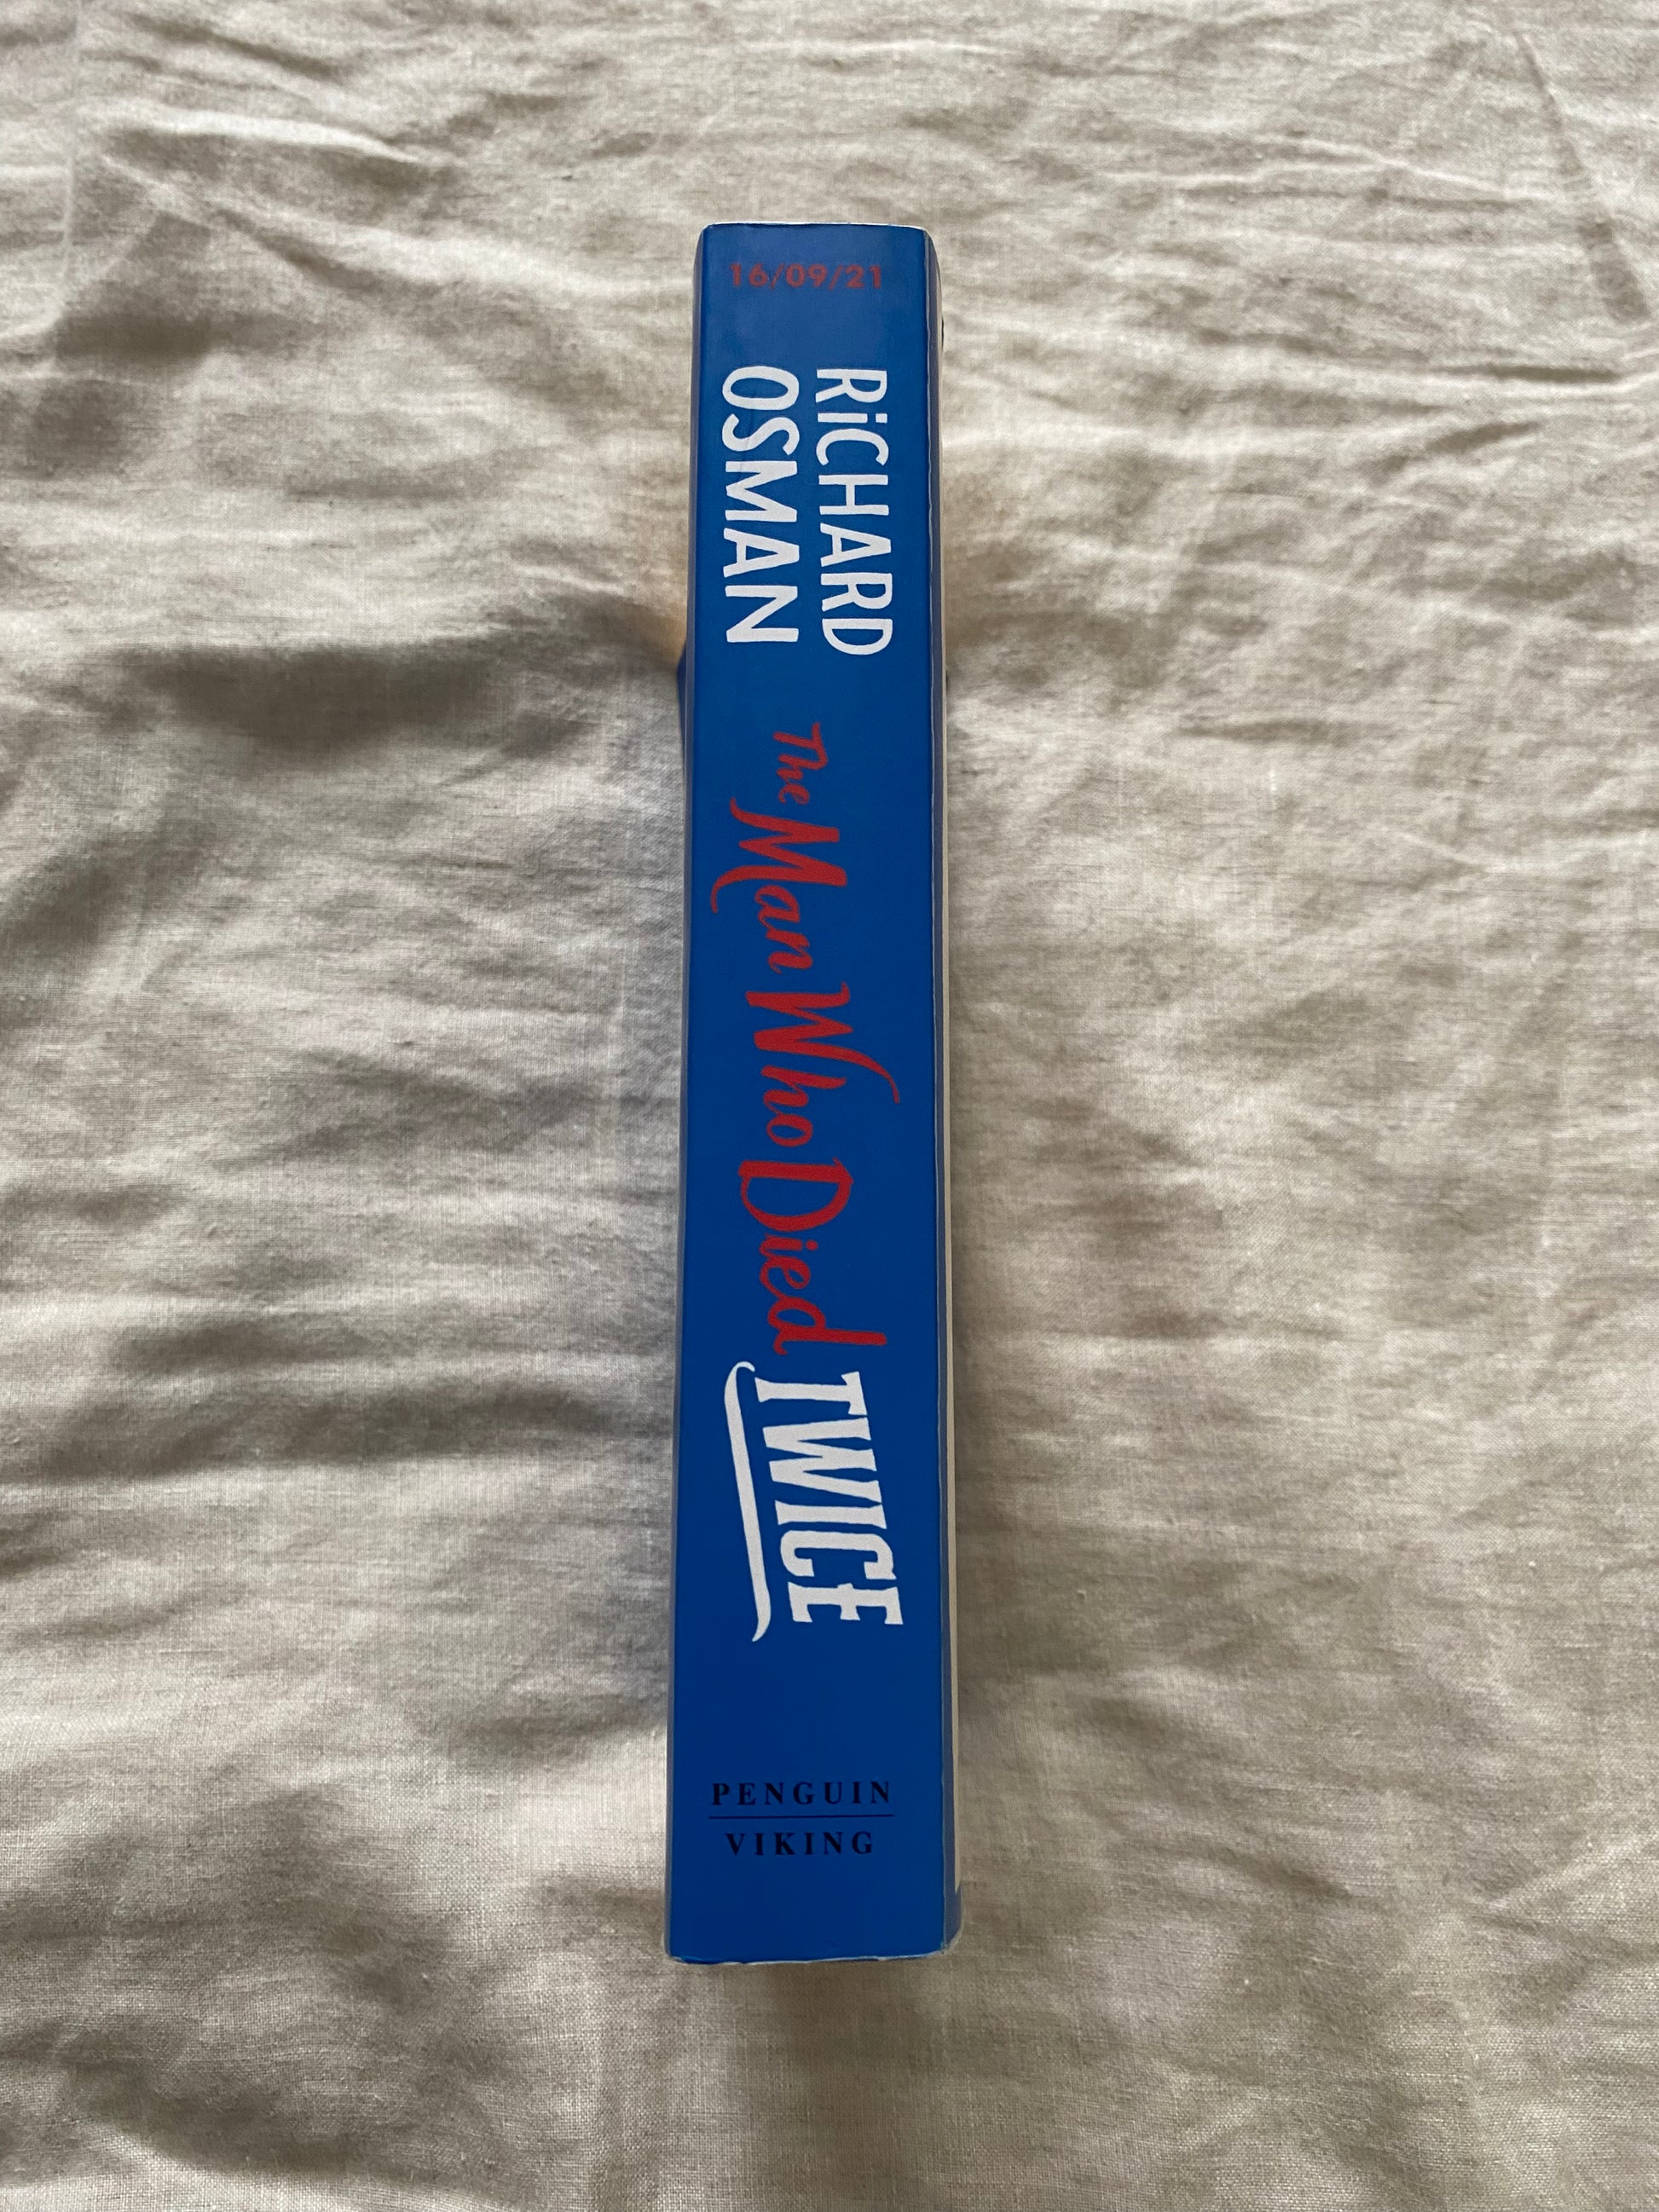 16/09/21
RiCHARD
OSMAN
The Man Who Died TWICE
PENGUIN
VIKING